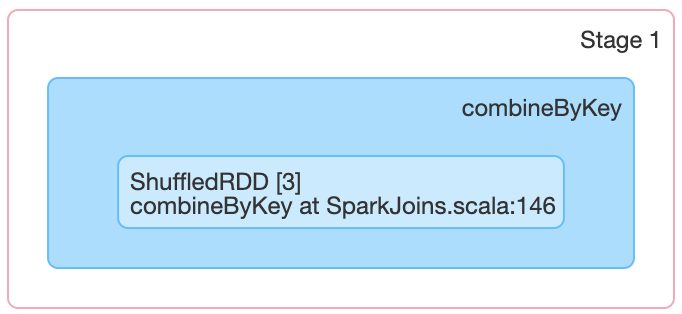 Stage 1
combineByKey
ShuffledRDD [3]
combineByKey at SparkJoins.scala:146